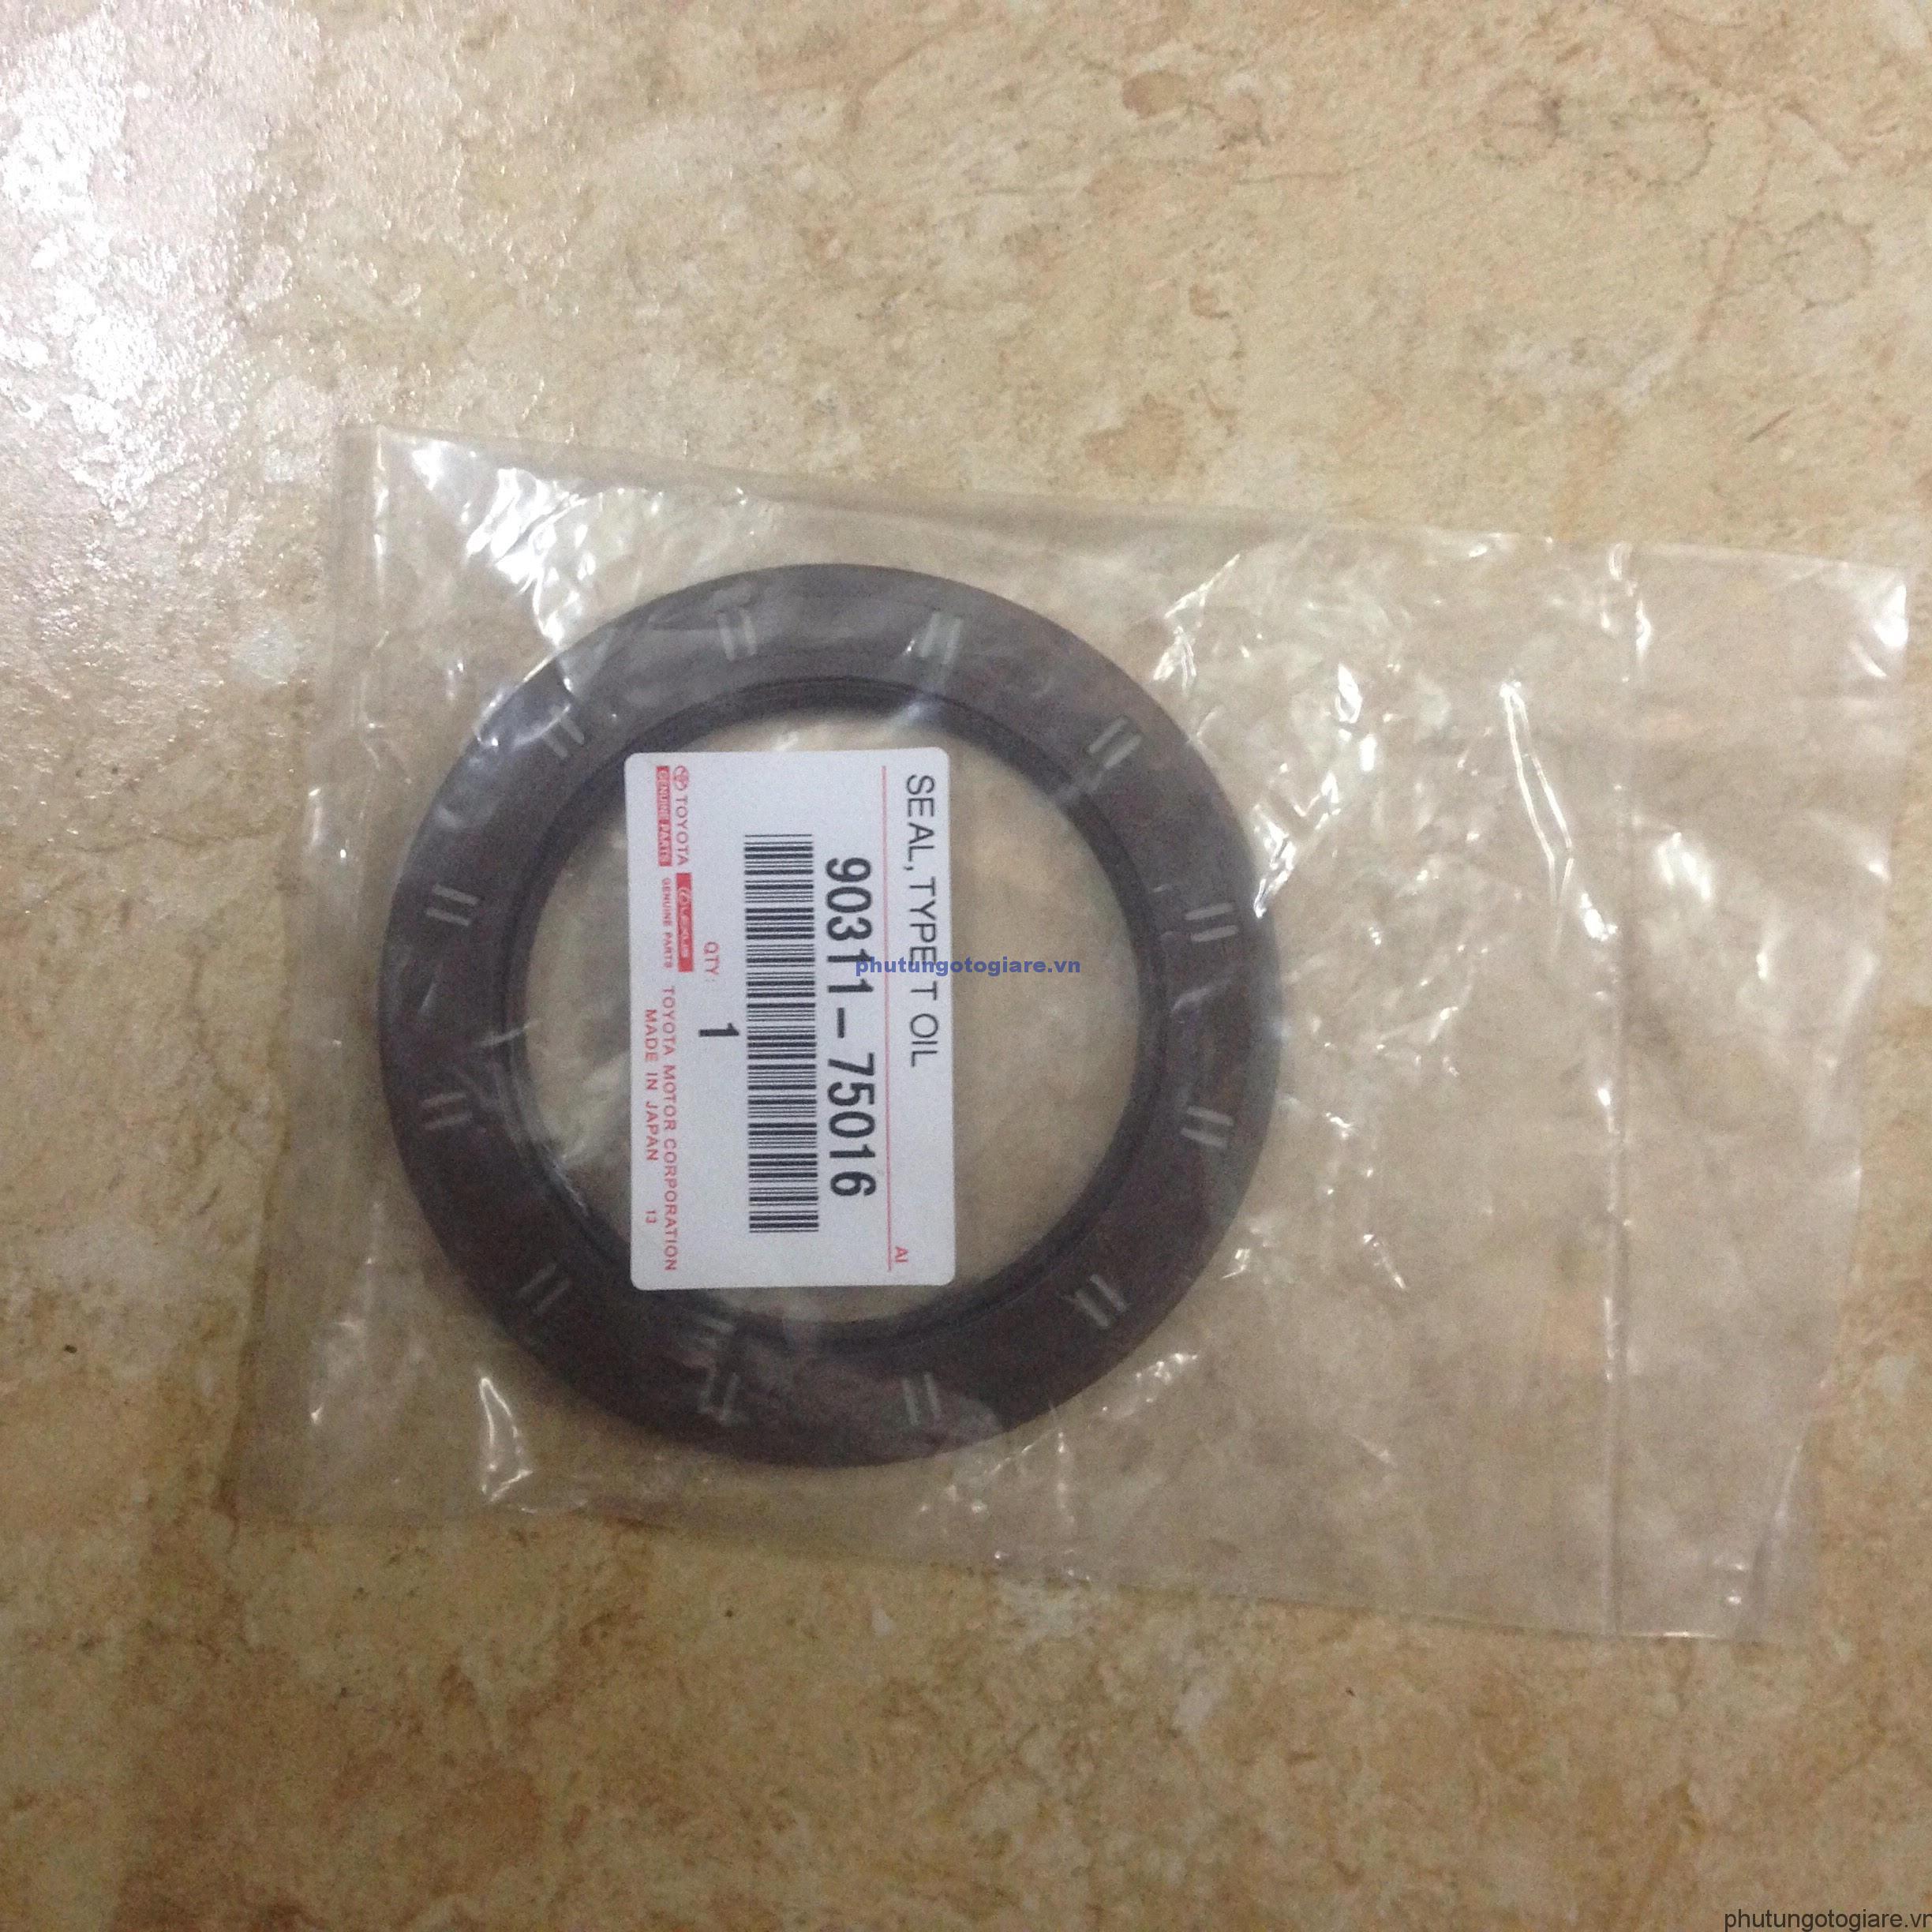 SEAL,TYPE T OIL
AI
90311-75016
QTY: 1
TOYOTA
GENUINE PARTS
LEXUS
GENUINE PARTS
TOYOTA MOTOR CORPORATION
MADE IN JAPAN 13
phutungotogiare.vn
phutungotogiare.vn